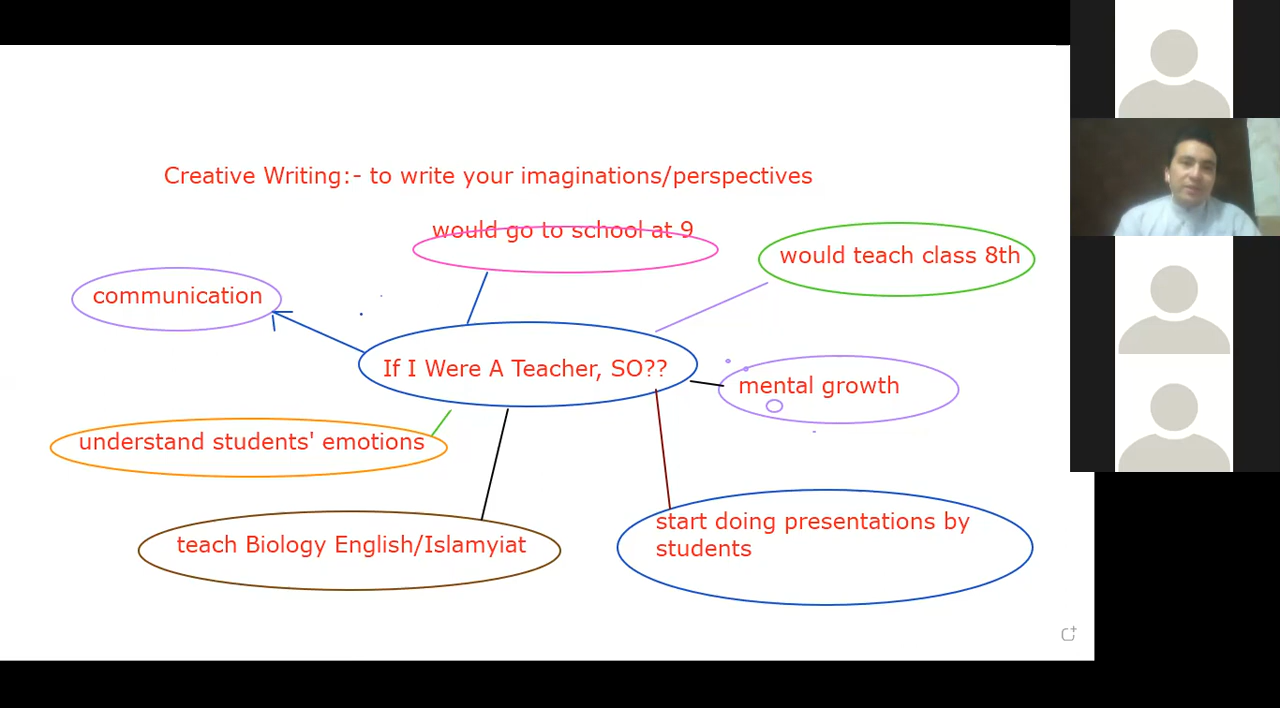 Creative Writing:- to write your imaginations/perspectives
would go to school at 9
would teach class 8th
communication
If I Were A Teacher, SO??
mental growth
understand students' emotions
start doing presentations by
students
teach Biology English/Islamyiat